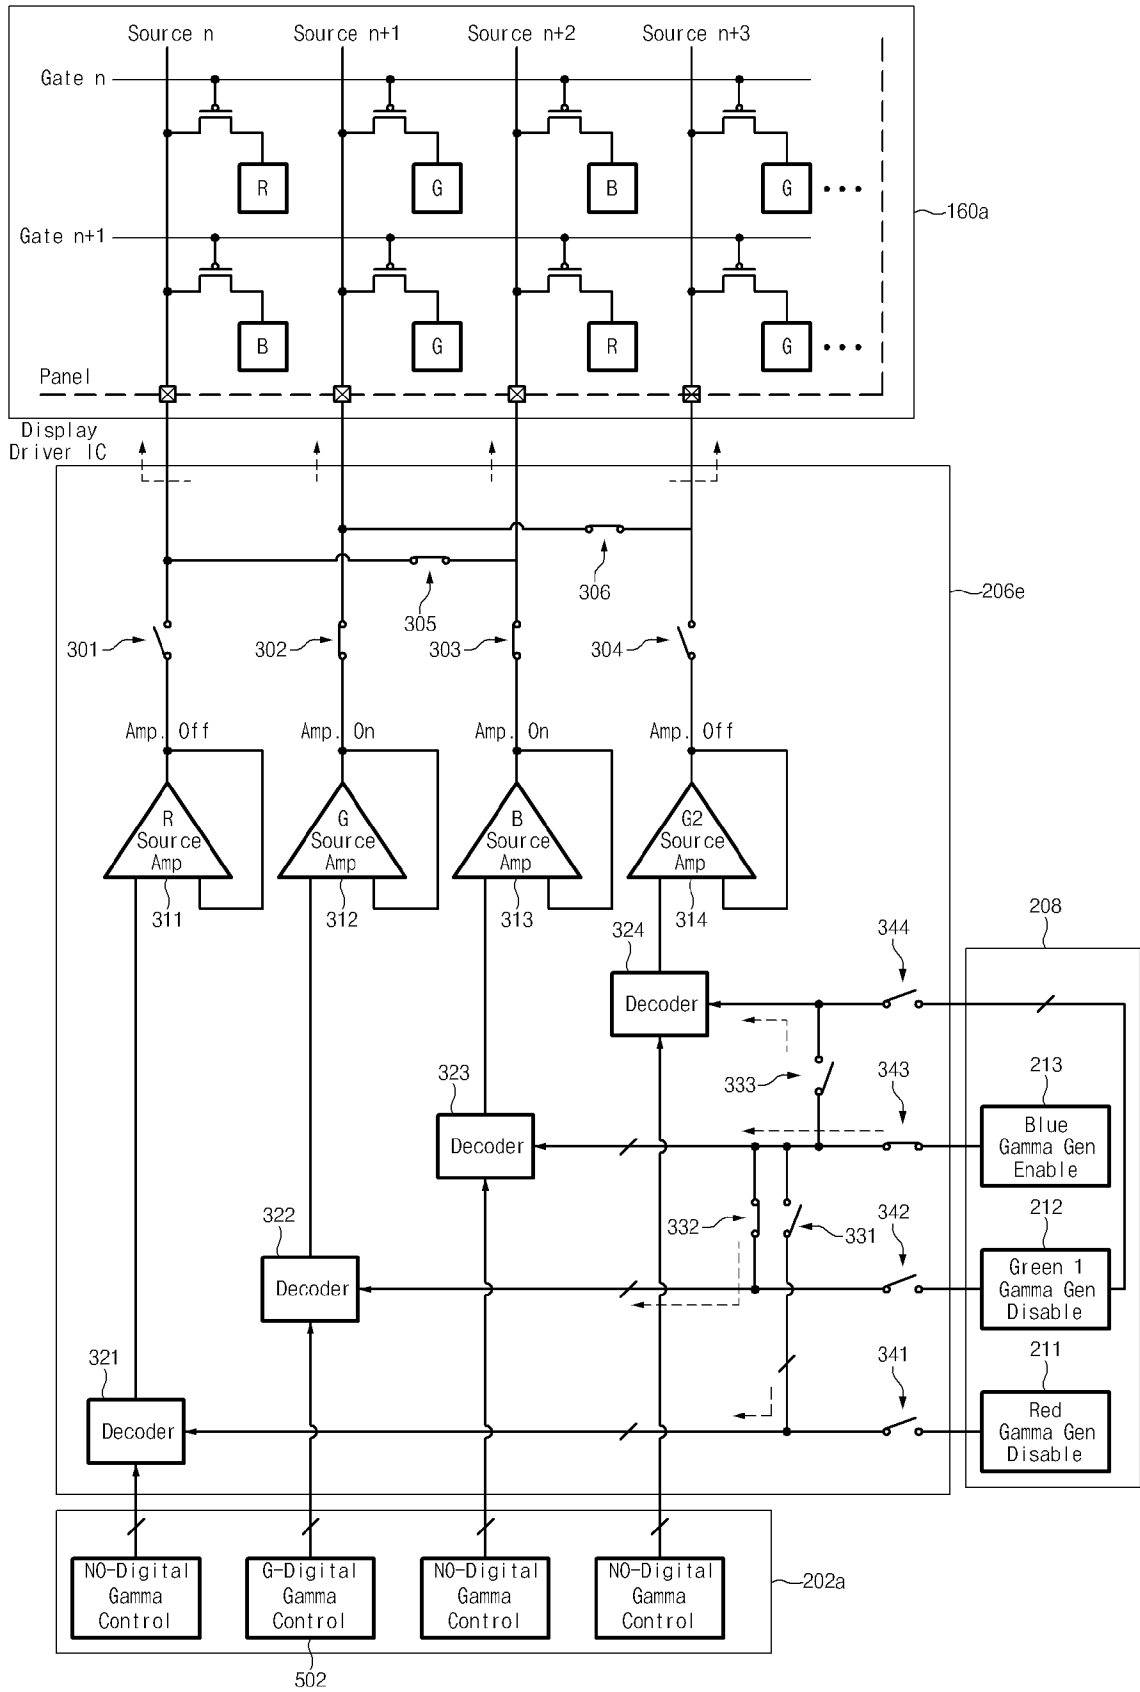 Source n Source n+1 Source n+2 Source n+3
Gate n
R G B G •••
160a
Gate n+1
B G R G •••
Panel
Display
Driver IC
306
305
206e
301 302 303 304
Amp. Off Amp. On Amp. On Amp. Off
R
Source
Amp
G
Source
Amp
B
Source
Amp
G2
Source
Amp
311 312 313 314
208
324
344
Decoder
323
333
343
213
Decoder
Blue
Gamma Gen
Enable
322
332
331
342
212
Decoder
Green 1
Gamma Gen
Disable
321
341
211
Decoder
Red
Gamma Gen
Disable
NO-Digital
Gamma
Control
G-Digital
Gamma
Control
NO-Digital
Gamma
Control
NO-Digital
Gamma
Control
202a
502